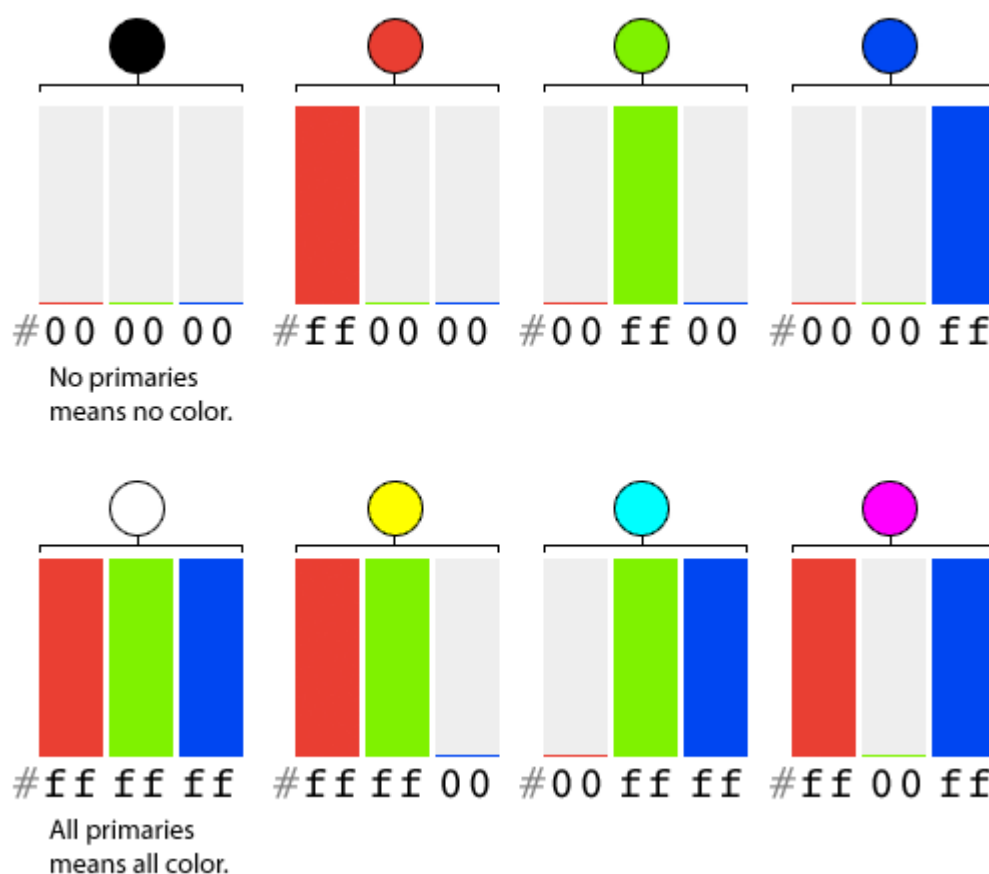 #00 00 00
#ff 00 00
#00 ff 00
#00 00 ff
No primaries
means no color.
#ff ff ff
#ff ff 00
#00 ff ff
#ff 00 ff
All primaries
means all color.